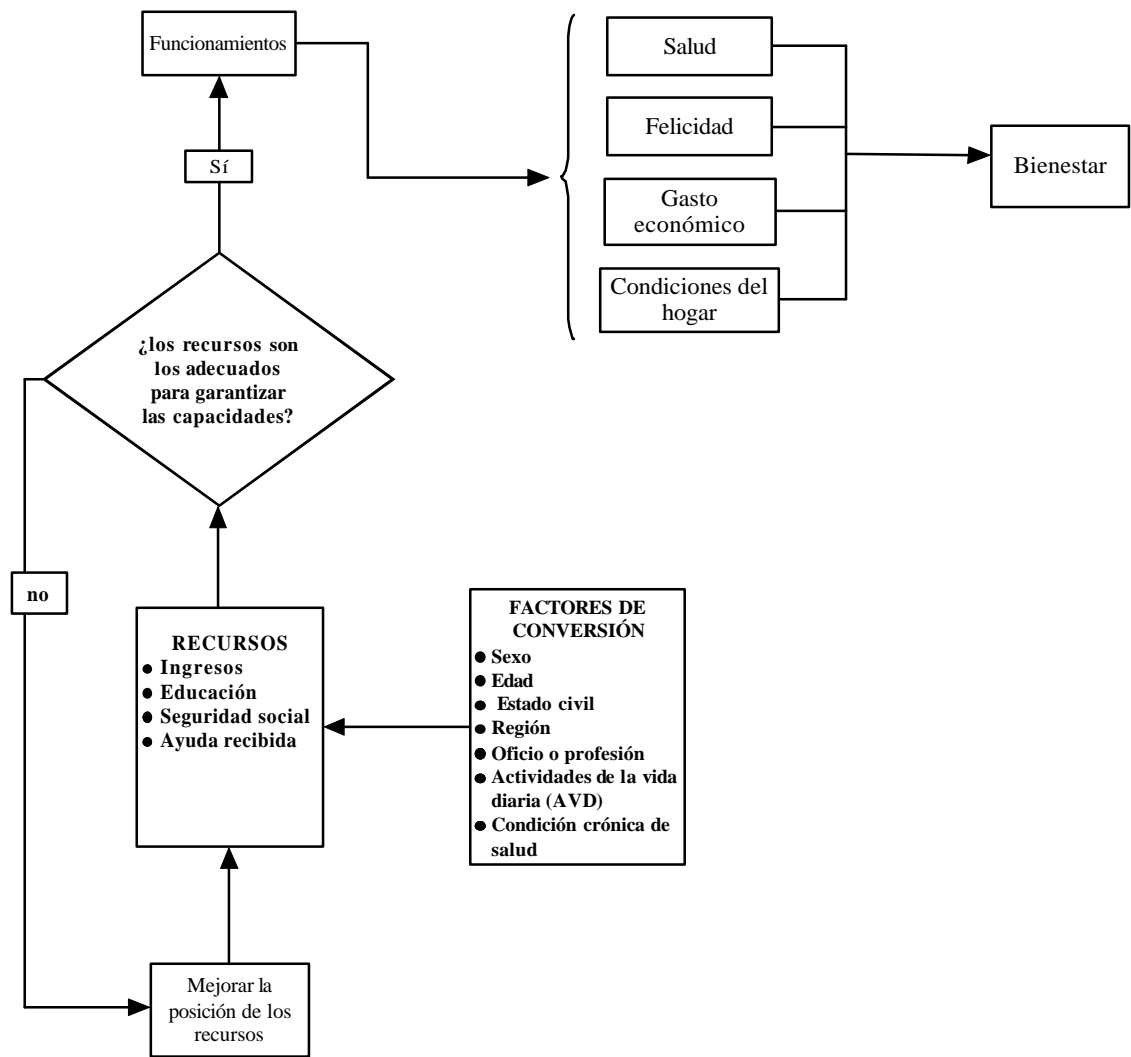 Funcionamientos
Salud
Felicidad
Gasto
económico
Condiciones del
hogar
Bienestar
Sí
¿los recursos son
los adecuados
para garantizar
las capacidades?
no
RECURSOS
● Ingresos
● Educación
● Seguridad social
● Ayuda recibida
FACTORES DE
CONVERSIÓN
● Sexo
● Edad
● Estado civil
● Región
● Oficio o profesión
● Actividades de la vida
diaria (AVD)
● Condición crónica de
salud
Mejorar la
posición de los
recursos